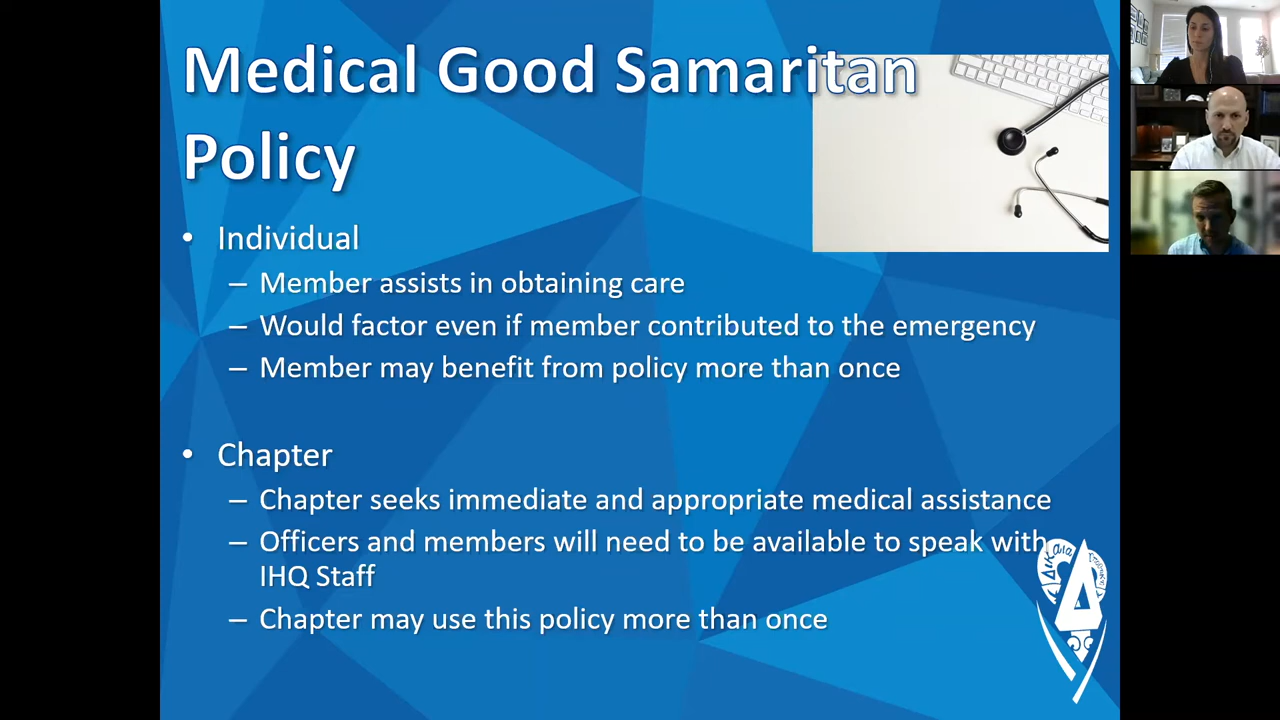 Medical Good Samaritan
Policy
• Individual
– Member assists in obtaining care
– Would factor even if member contributed to the emergency
– Member may benefit from policy more than once
• Chapter
– Chapter seeks immediate and appropriate medical assistance
– Officers and members will need to be available to speak with
IHQ Staff
– Chapter may use this policy more than once
Δ